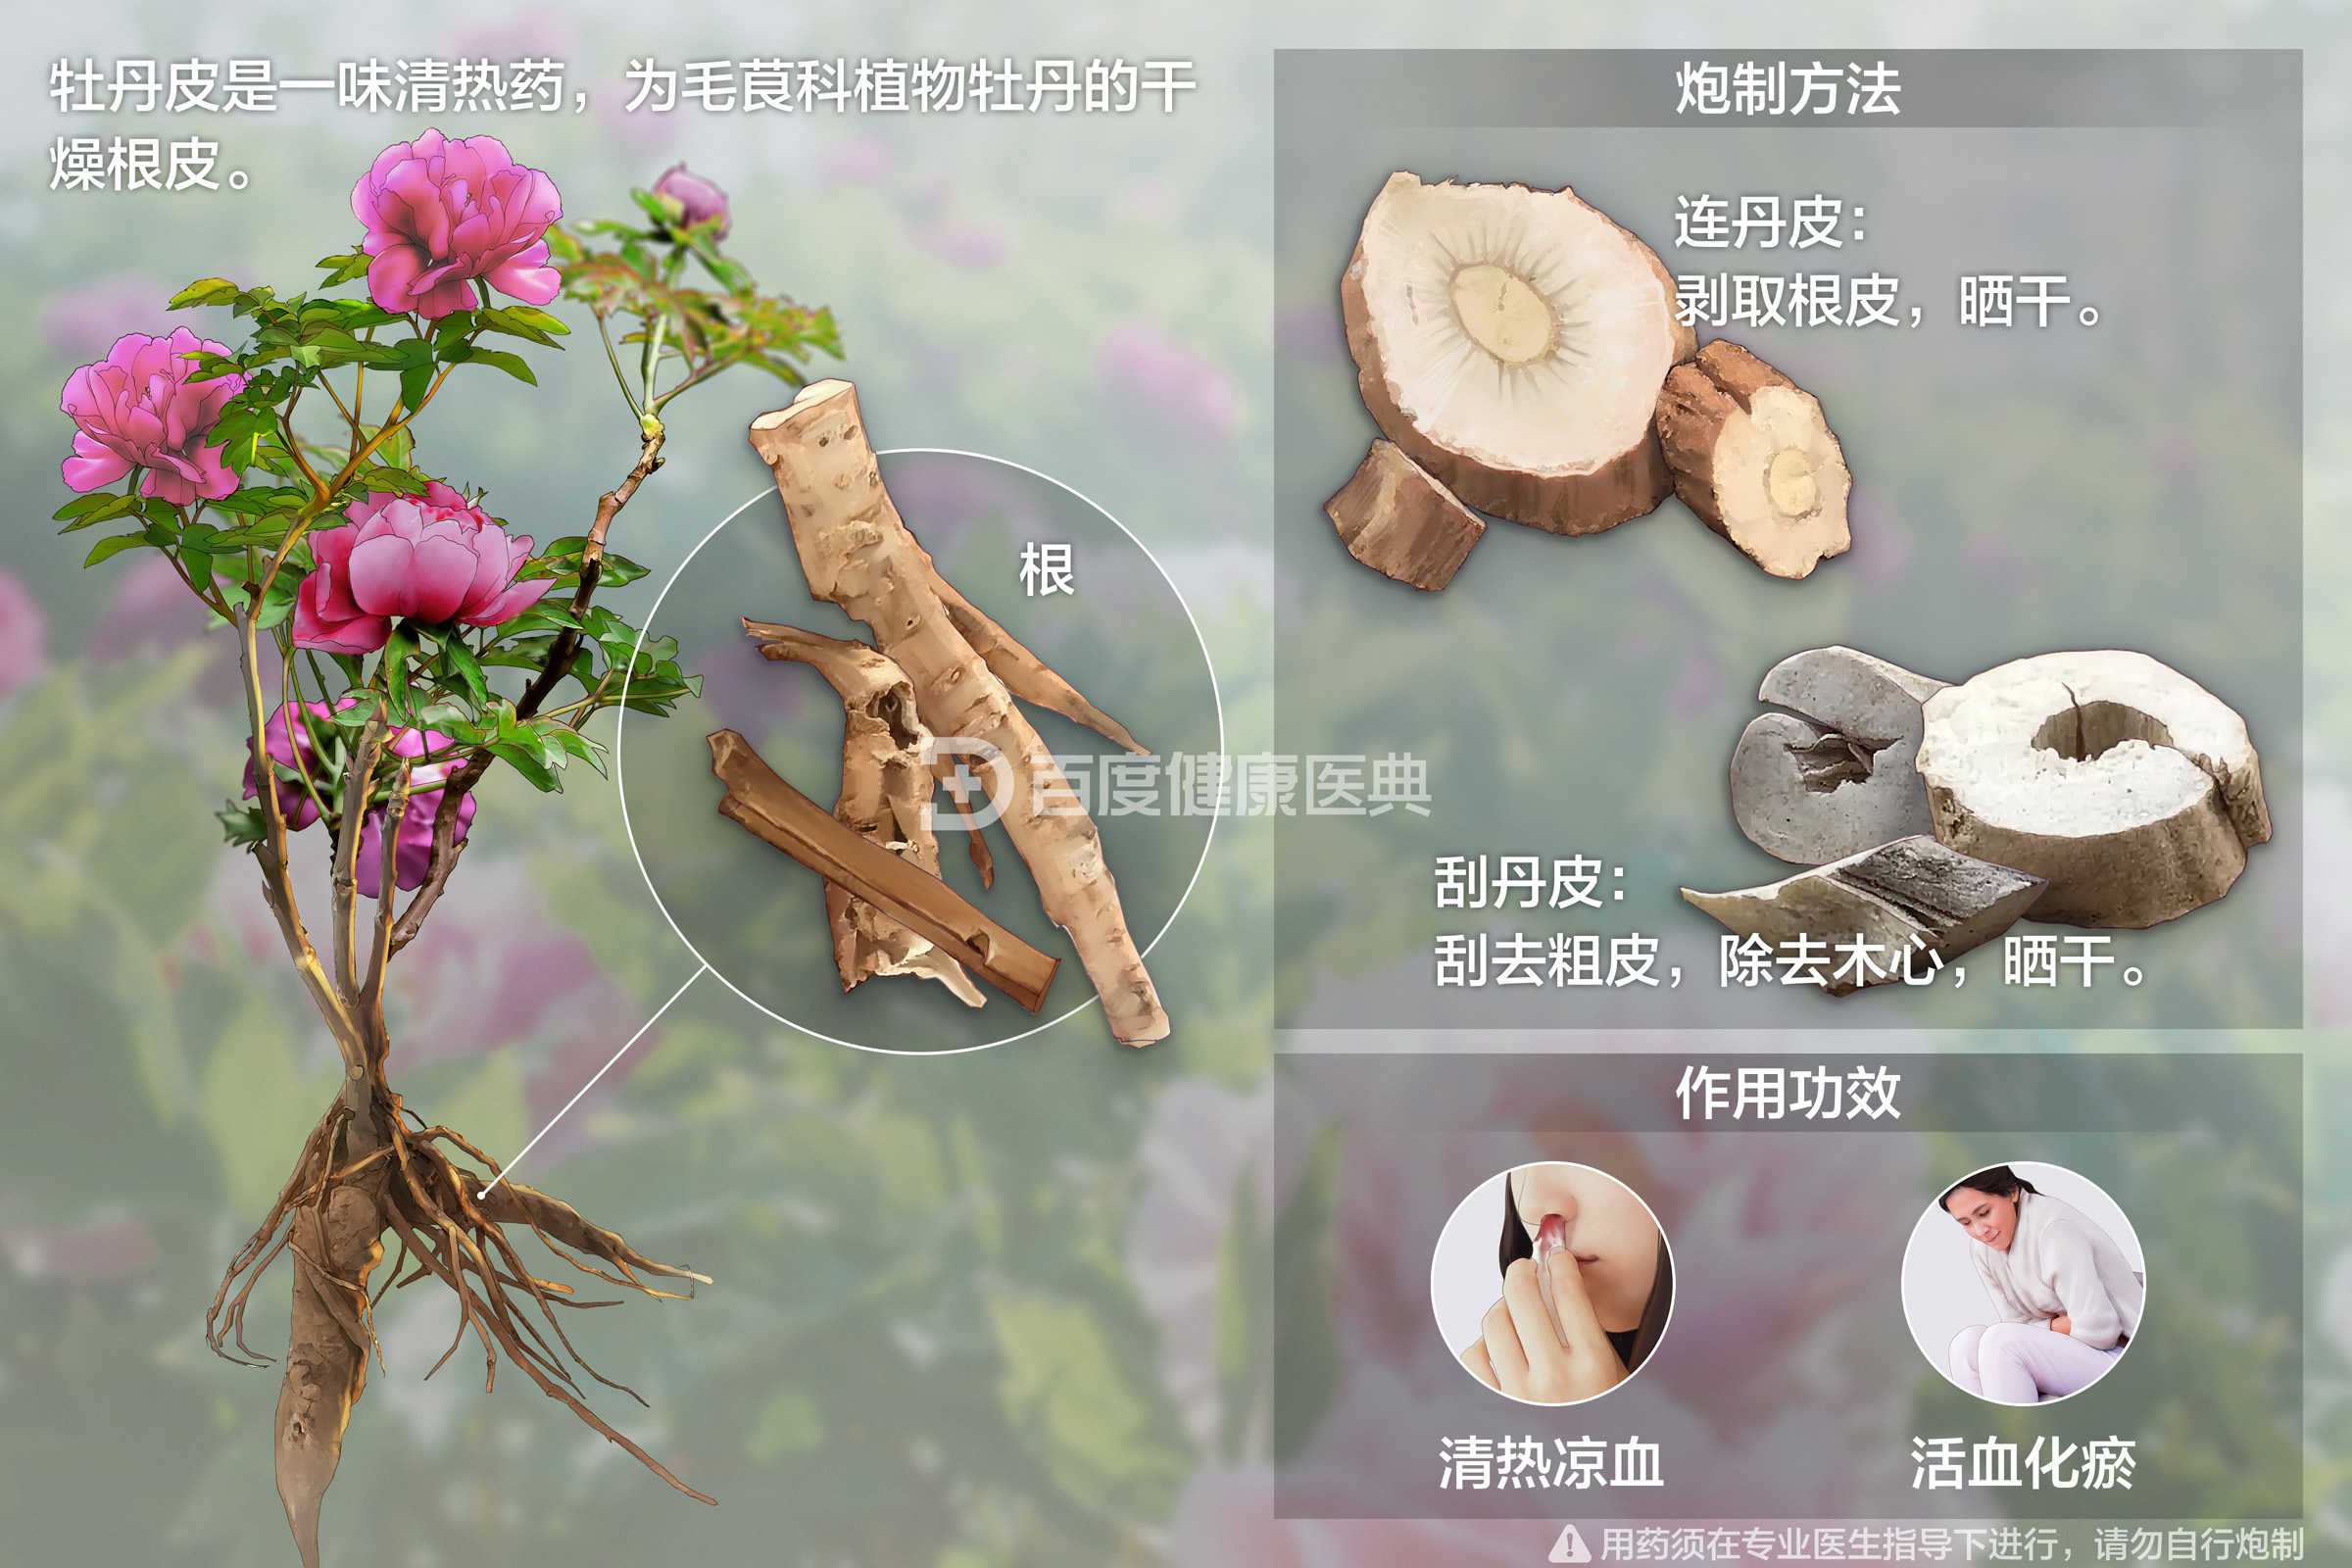 牡丹皮是一味清热药，为毛茛科植物牡丹的干
燥根皮。
根
炮制方法
连丹皮：
剥取根皮，晒干。
刮丹皮：
刮去粗皮，除去木心，晒干。
百度健康医典
作用功效
清热凉血
活血化瘀
用药须在专业医生指导下进行，请勿自行炮制